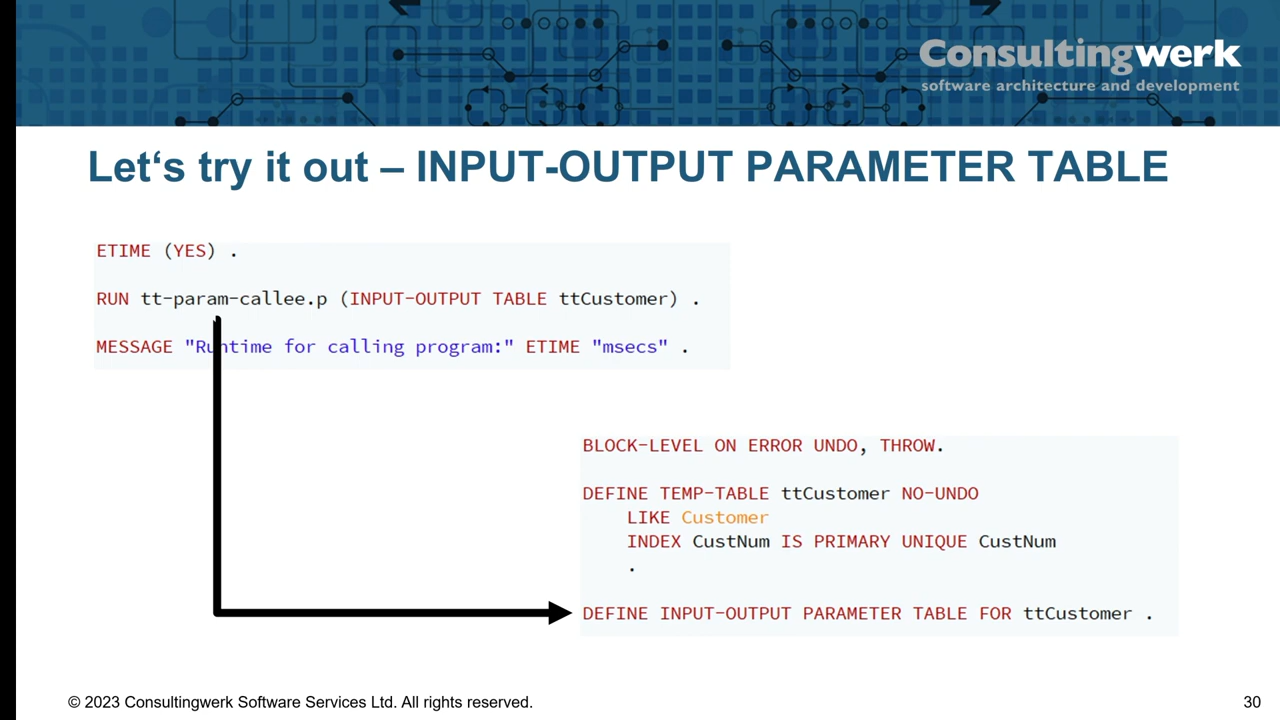 Consultingwerk
software architecture and development
Let‘s try it out – INPUT-OUTPUT PARAMETER TABLE
ETIME (YES) .
RUN tt-param-callee.p (INPUT-OUTPUT TABLE ttCustomer) .
MESSAGE "Runtime for calling program:" ETIME "msecs" .
BLOCK-LEVEL ON ERROR UNDO, THROW.
DEFINE TEMP-TABLE ttCustomer NO-UNDO
LIKE Customer
INDEX CustNum IS PRIMARY UNIQUE CustNum
.
DEFINE INPUT-OUTPUT PARAMETER TABLE FOR ttCustomer .
© 2023 Consultingwerk Software Services Ltd. All rights reserved.
30